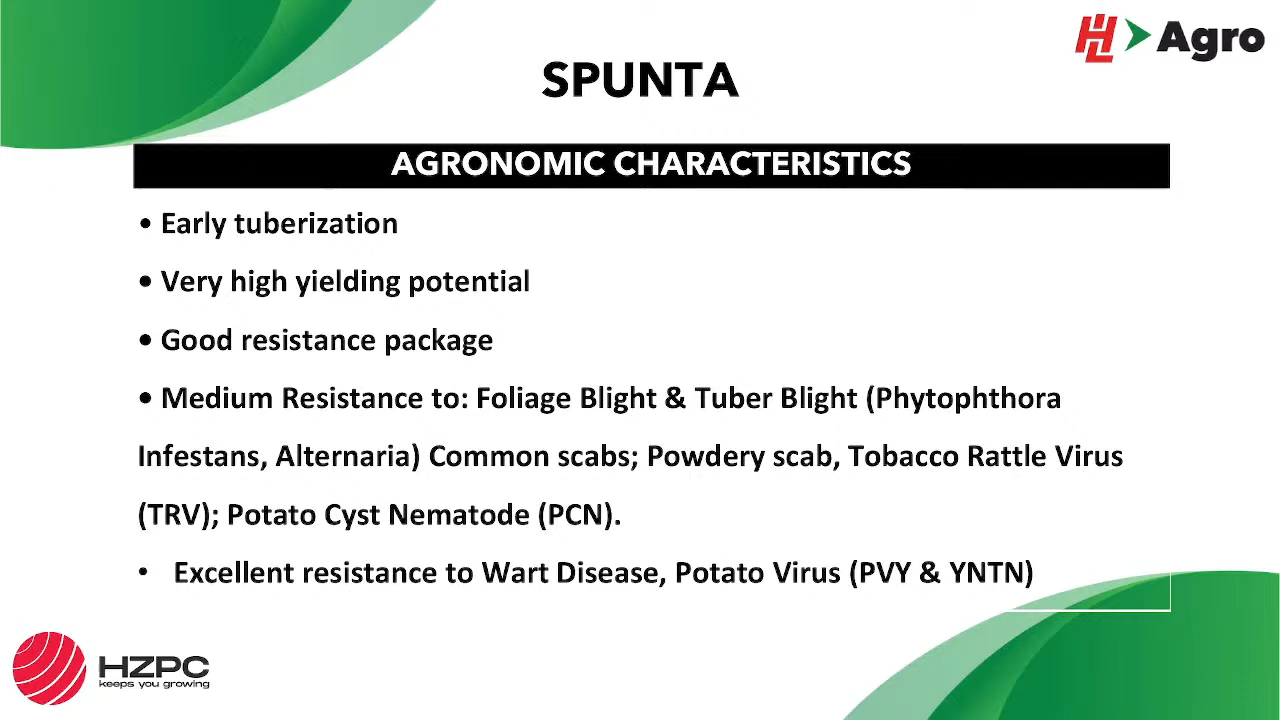 HL Agro
SPUNTA
AGRONOMIC CHARACTERISTICS
• Early tuberization
• Very high yielding potential
• Good resistance package
• Medium Resistance to: Foliage Blight & Tuber Blight (Phytophthora
Infestans, Alternaria) Common scabs; Powdery scab, Tobacco Rattle Virus
(TRV); Potato Cyst Nematode (PCN).
• Excellent resistance to Wart Disease, Potato Virus (PVY & YNTN)
HZPC
keeps you growing